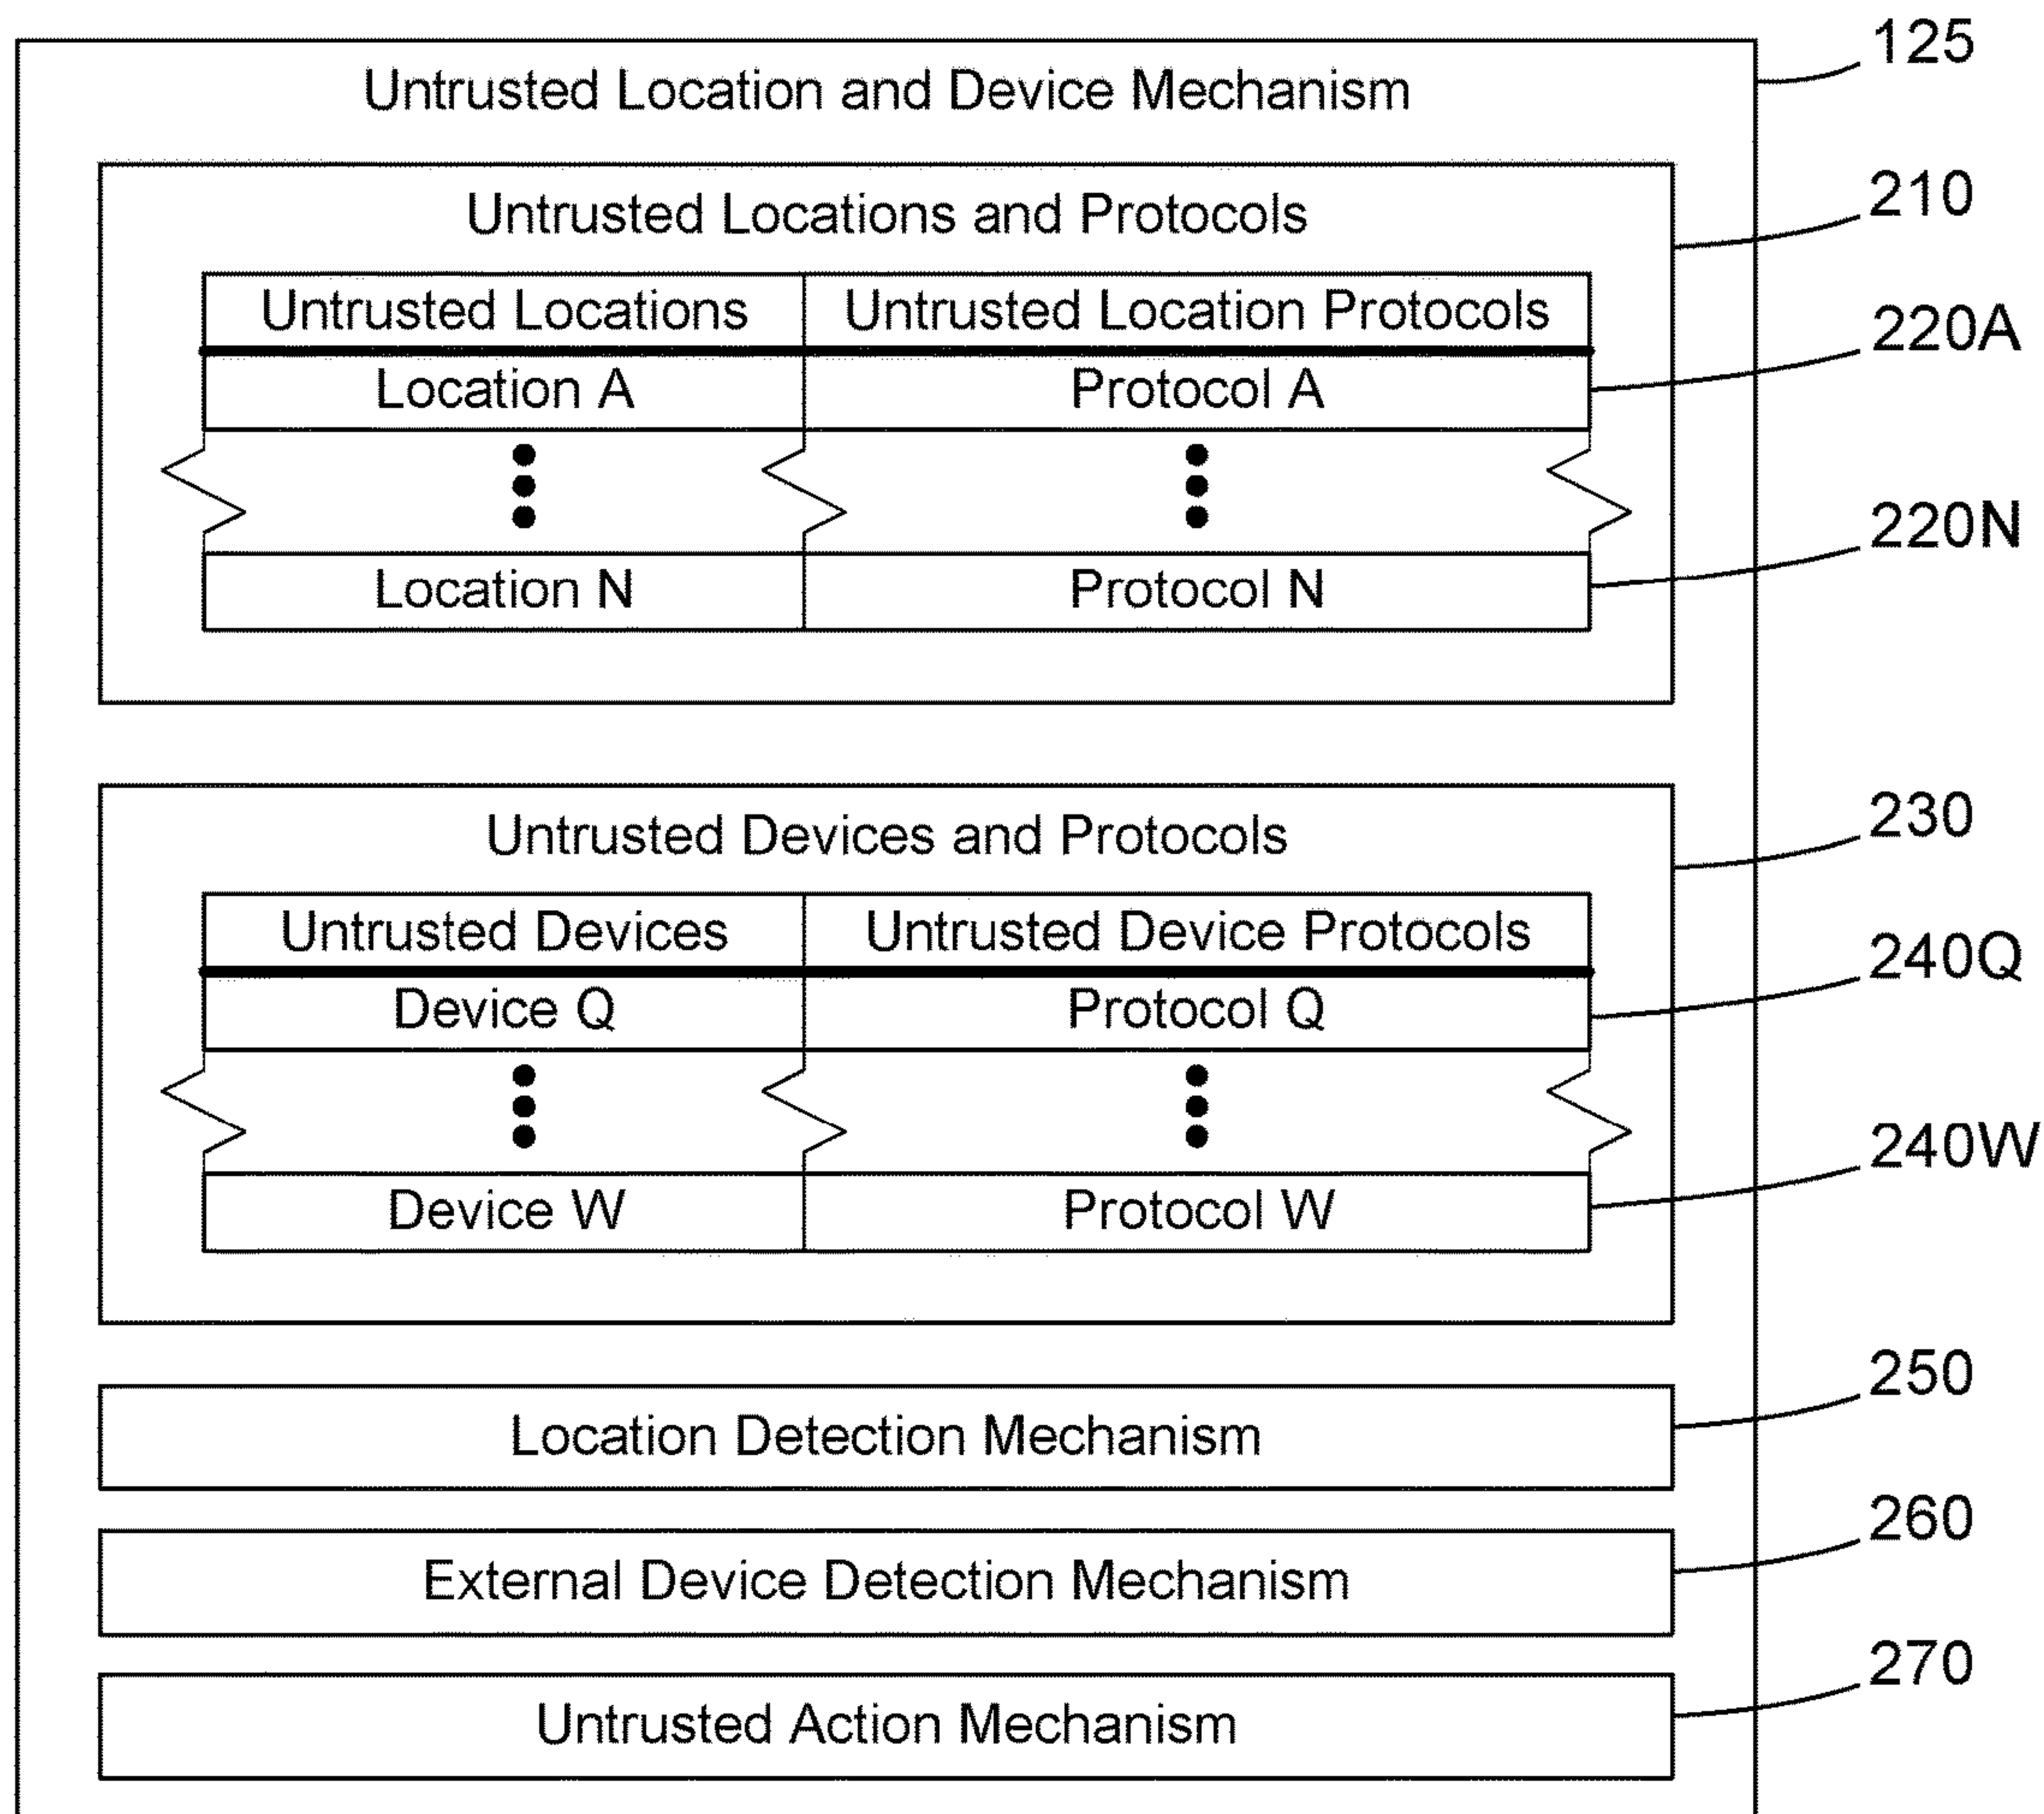 125
Untrusted Location and Device Mechanism
210
Untrusted Locations and Protocols
Untrusted Locations Untrusted Location Protocols
220A
Location A Protocol A
220N
Location N Protocol N
230
Untrusted Devices and Protocols
Untrusted Devices Untrusted Device Protocols
240Q
Device Q Protocol Q
240W
Device W Protocol W
250
Location Detection Mechanism
260
External Device Detection Mechanism
270
Untrusted Action Mechanism